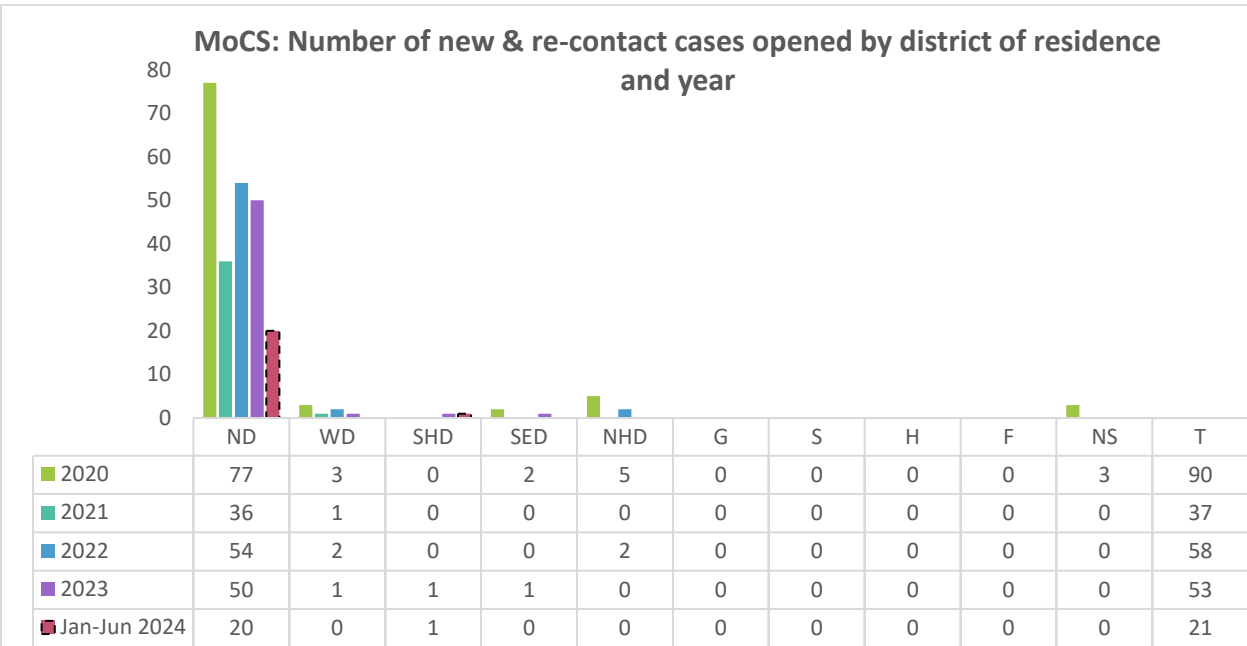 MoCS: Number of new & re-contact cases opened by district of residence
and year
80
70
60
50
40
30
20
10
0
ND WD SHD SED NHD G S H F NS T
2020 77 3 0 2 5 0 0 0 0 3 90
2021 36 1 0 0 0 0 0 0 0 0 37
2022 54 2 0 0 2 0 0 0 0 0 58
2023 50 1 1 1 0 0 0 0 0 0 53
Jan-Jun 2024 20 0 1 0 0 0 0 0 0 0 21